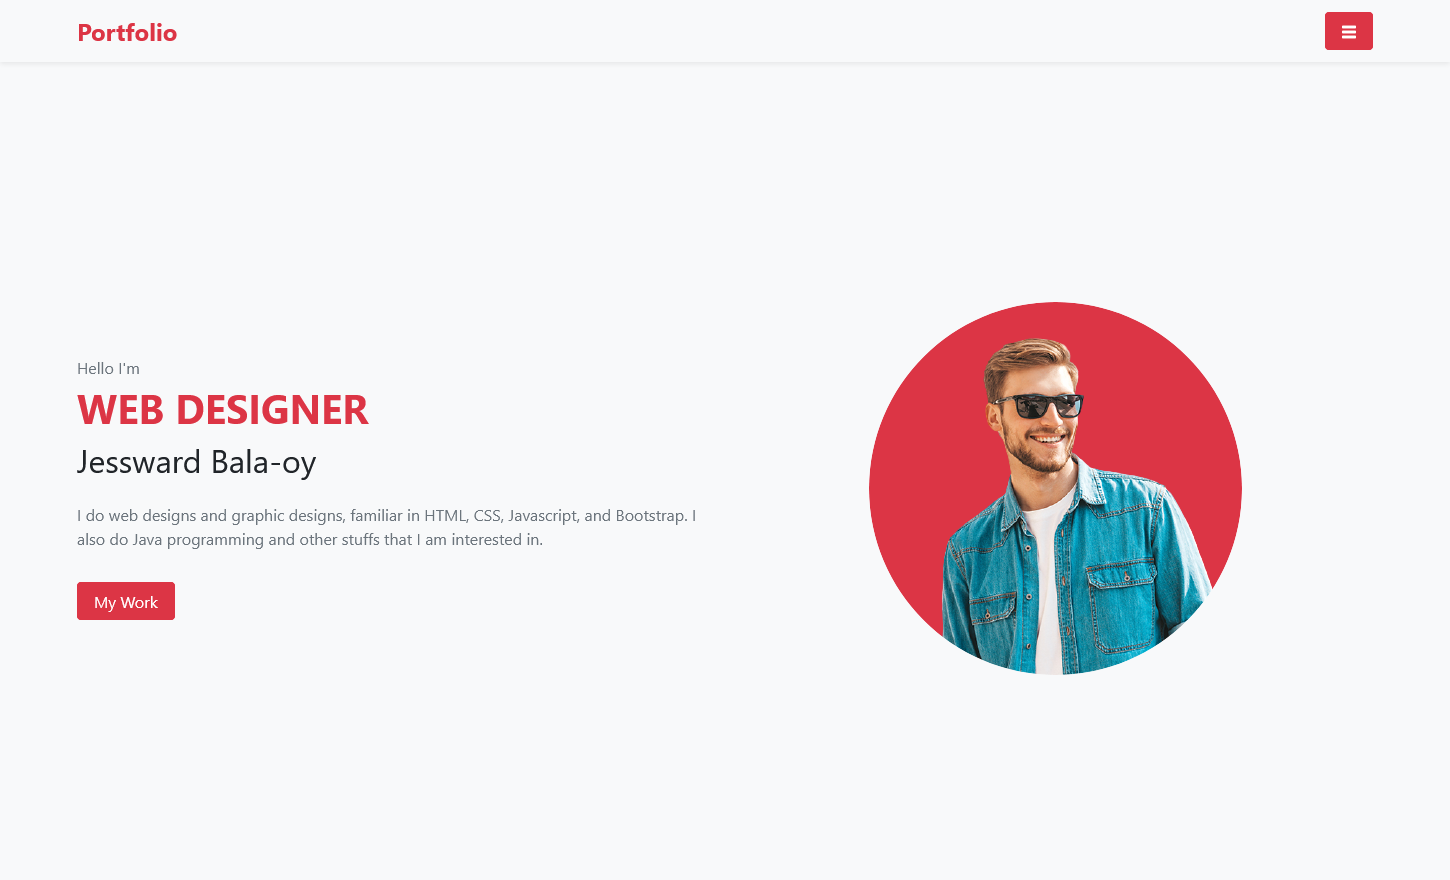 Portfolio
Hello I'm
WEB DESIGNER
Jessward Bala-oy
I do web designs and graphic designs, familiar in HTML, CSS, Javascript, and Bootstrap. I
also do Java programming and other stuffs that I am interested in.
My Work